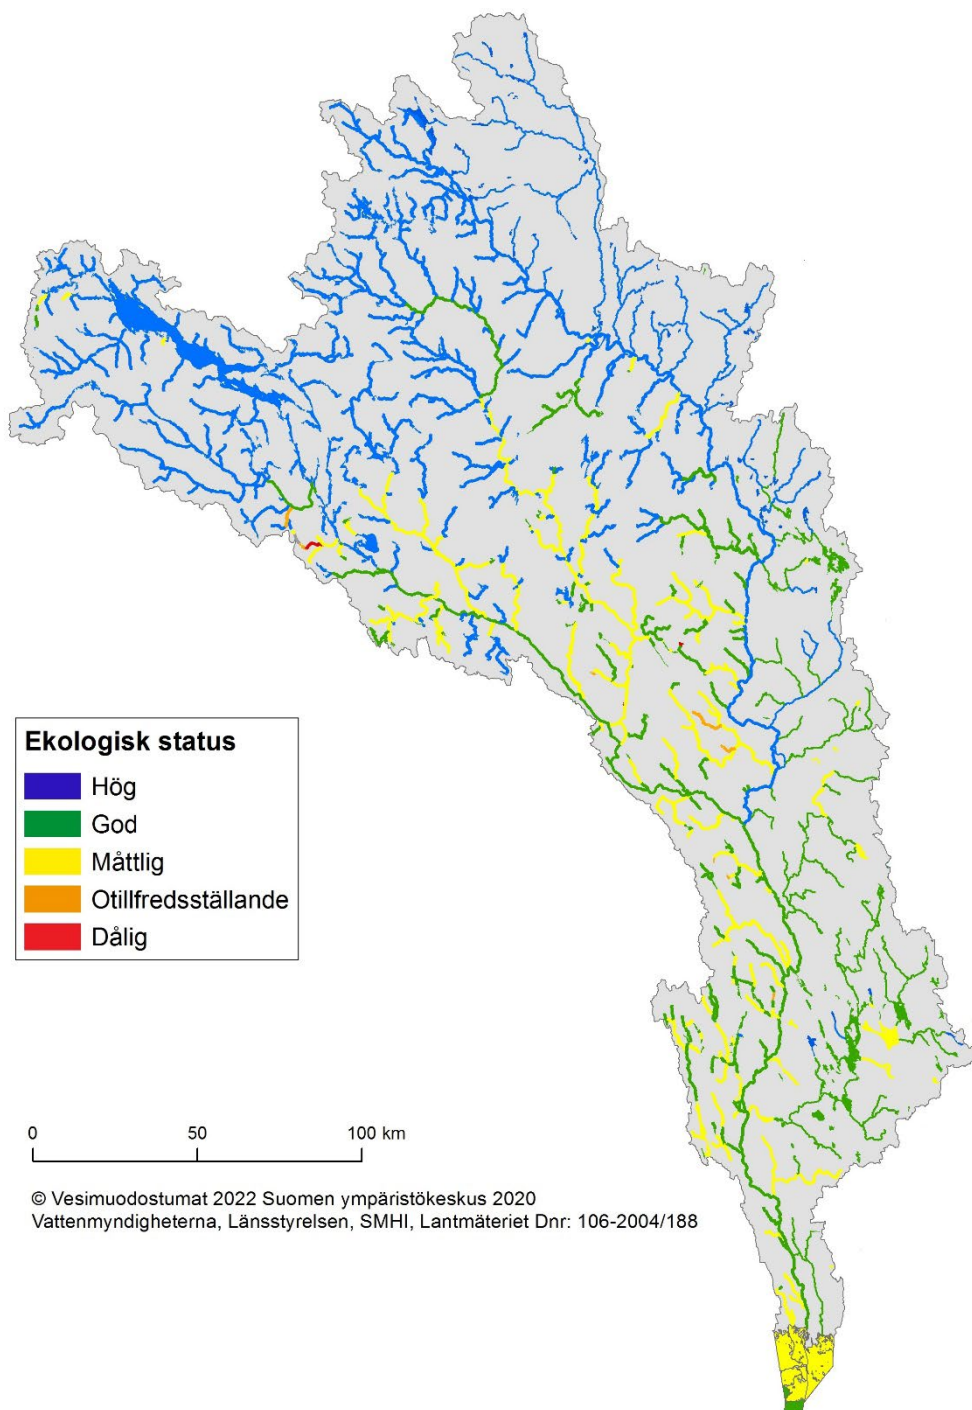 Ekologisk status
Hög
God
Måttlig
Otillfredsställande
Dålig
0 50 100 km
© Vesimuodostumat 2022 Suomen ympäristökeskus 2020
Vattenmyndigheterna, Länsstyrelsen, SMHI, Lantmäteriet Dnr: 106-2004/188